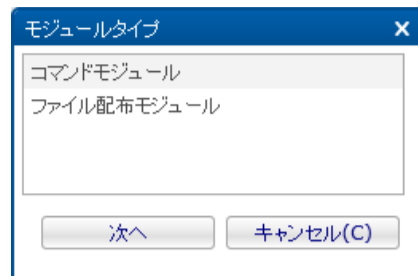 モジュールタイプ
コマンドモジュール
ファイル配布モジュール
次へ
キャンセル(C)